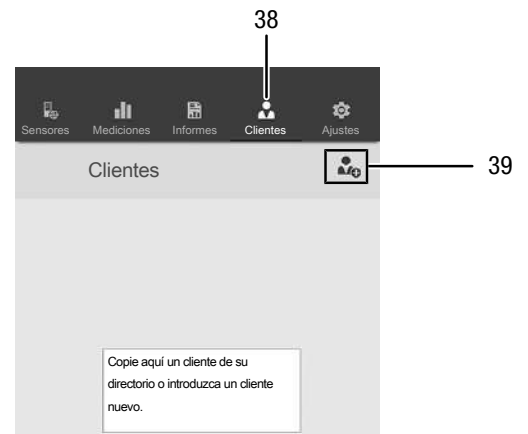 38
Sensores Mediciones Informes Clientes Ajustes
Clientes
39
Copie aquí un cliente de su
directorio o introduzca un cliente
nuevo.